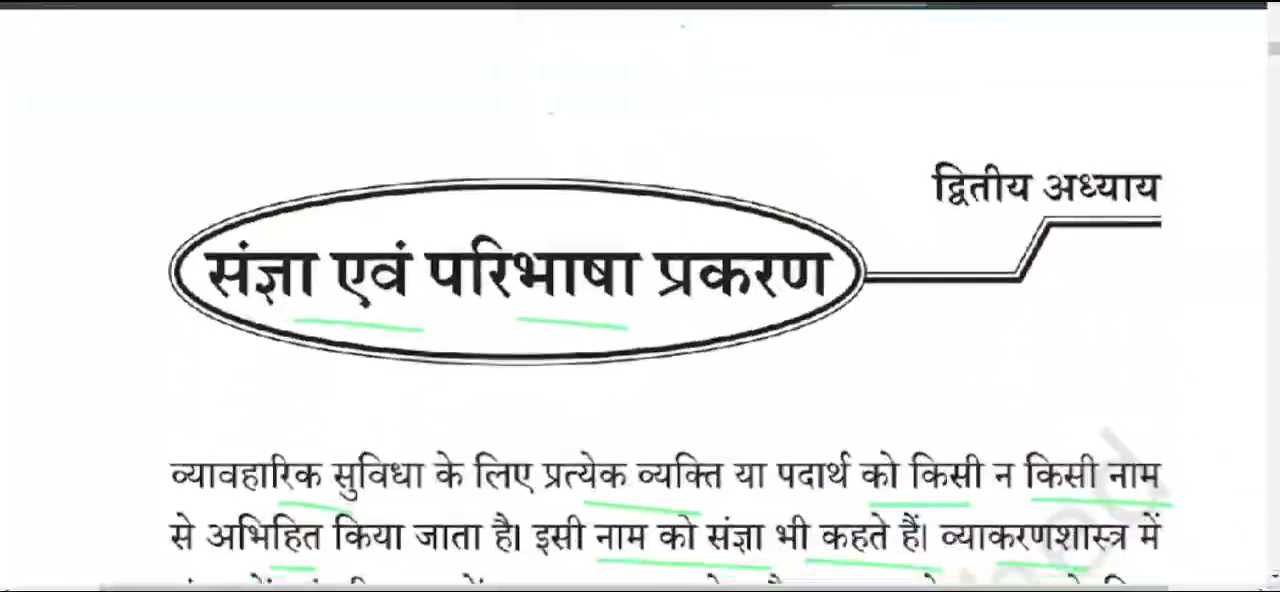 द्वितीय अध्याय
संज्ञा एवं परिभाषा प्रकरण
व्यावहारिक सुविधा के लिए प्रत्येक व्यक्ति या पदार्थ को किसी न किसी नाम
से अभिहित किया जाता है। इसी नाम को संज्ञा भी कहते हैं। व्याकरणशास्त्र में